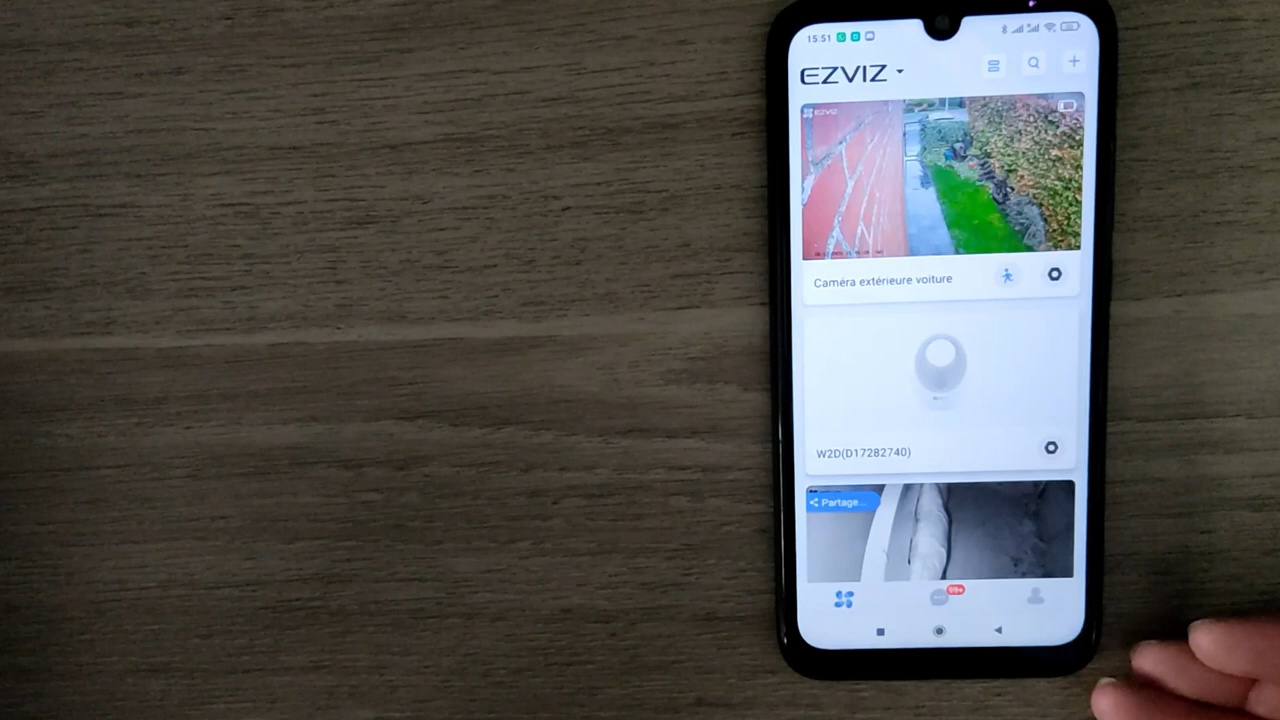 15.51
EZVIZ
EZVIZ
Caméra extérieure voiture
W2D(D17282740)
Partage...
99+